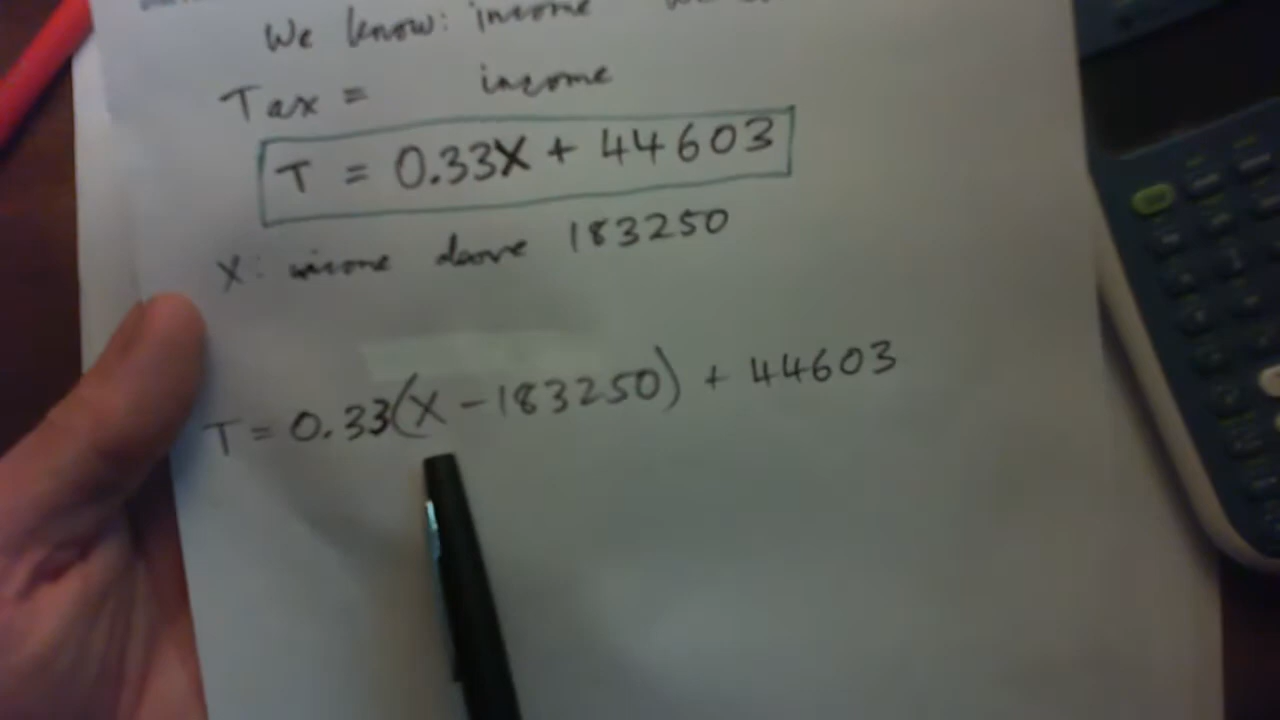 We know: income
Tax = income
T = 0.33X + 44603
X: income above 183250
T = 0.33(X - 183250) + 44603